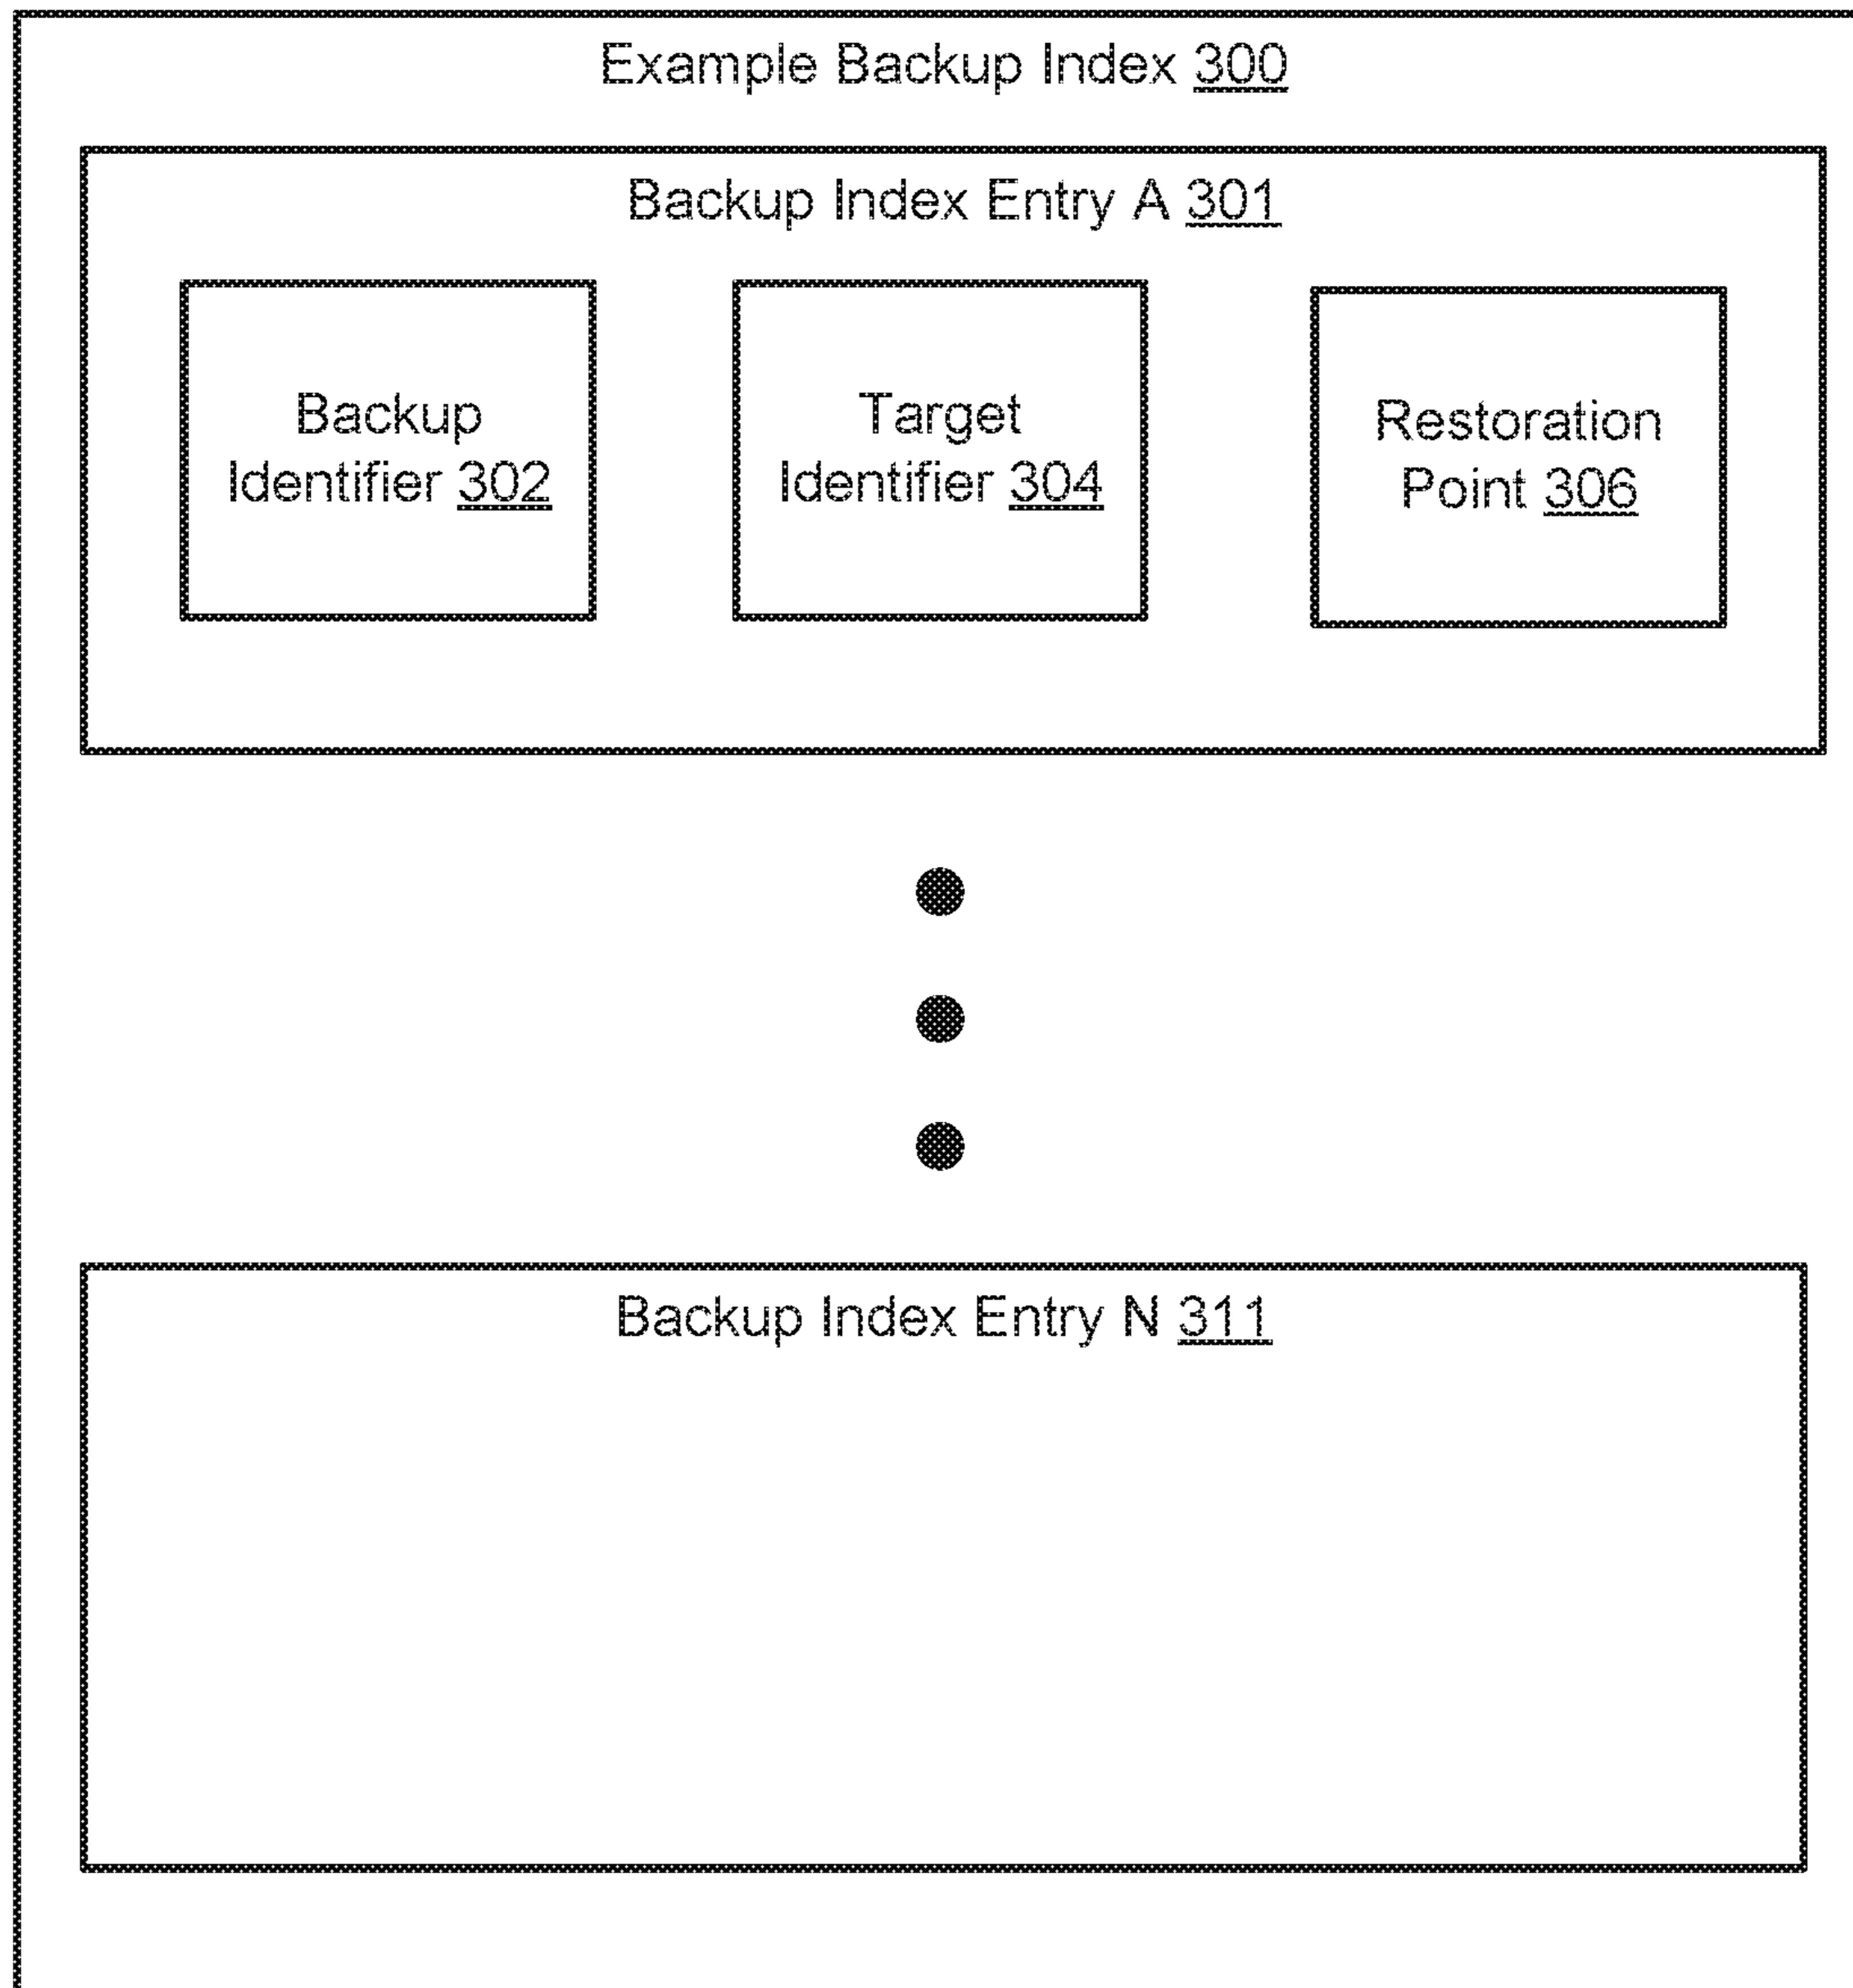 Example Backup Index 300
Backup Index Entry A 301
Backup
Identifier 302
Target
Identifier 304
Restoration
Point 306
Backup Index Entry N 311